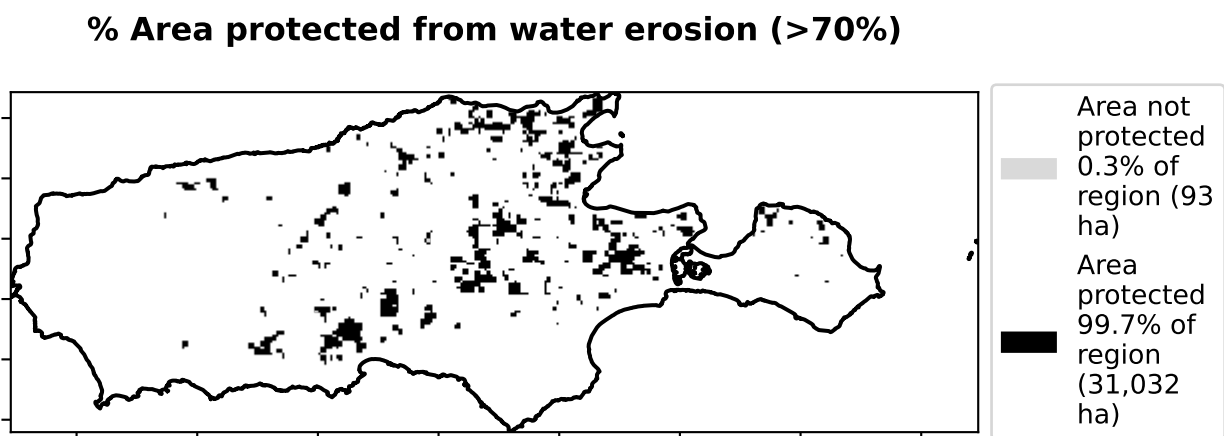 % Area protected from water erosion (>70%)
Area not
protected
0.3% of
region (93
ha)
Area
protected
99.7% of
region
(31,032
ha)